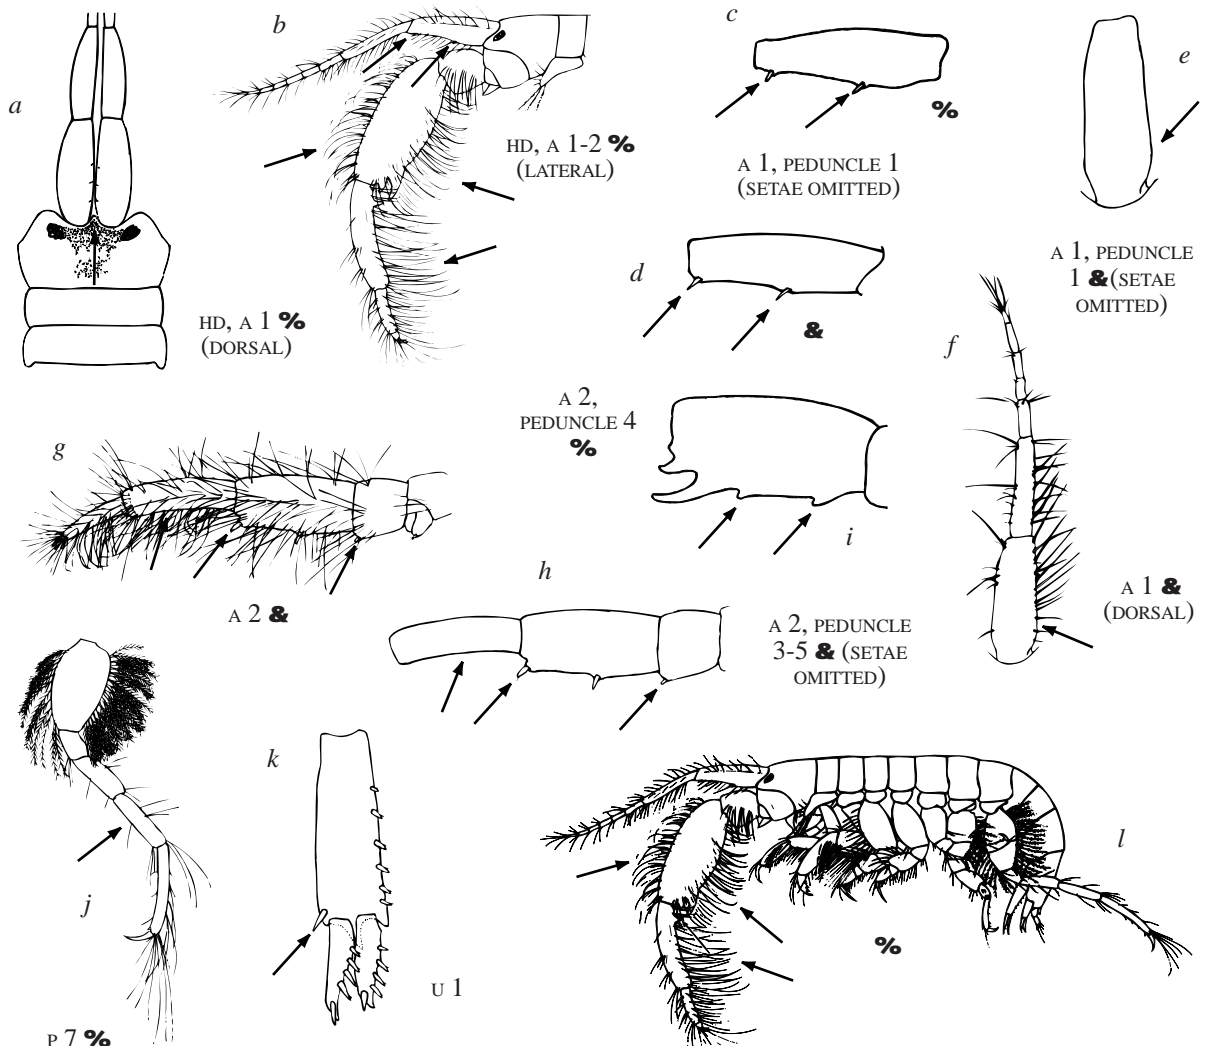 a
HD, A 1 %
(DORSAL)
b
HD, A 1-2 %
(LATERAL)
c
%
A 1, PEDUNCLE 1
(SETAE OMITTED)
d
&
e
A 1, PEDUNCLE
1 & (SETAE
OMITTED)
f
A 1 &
(DORSAL)
g
A 2 &
h
A 2, PEDUNCLE
3-5 & (SETAE
OMITTED)
A 2,
PEDUNCLE 4
%
i
j
P 7 %
k
U 1
l
%